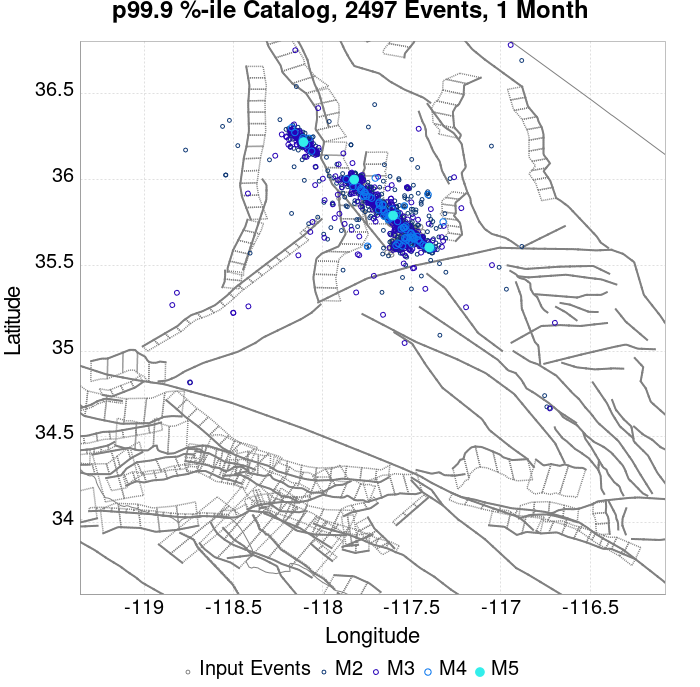 p99.9 %-ile Catalog, 2497 Events, 1 Month
36.5
36
35.5
35
34.5
34
Latitude
-119
-118.5
-118
-117.5
-117
-116.5
Longitude
Input Events
M2
M3
M4
M5